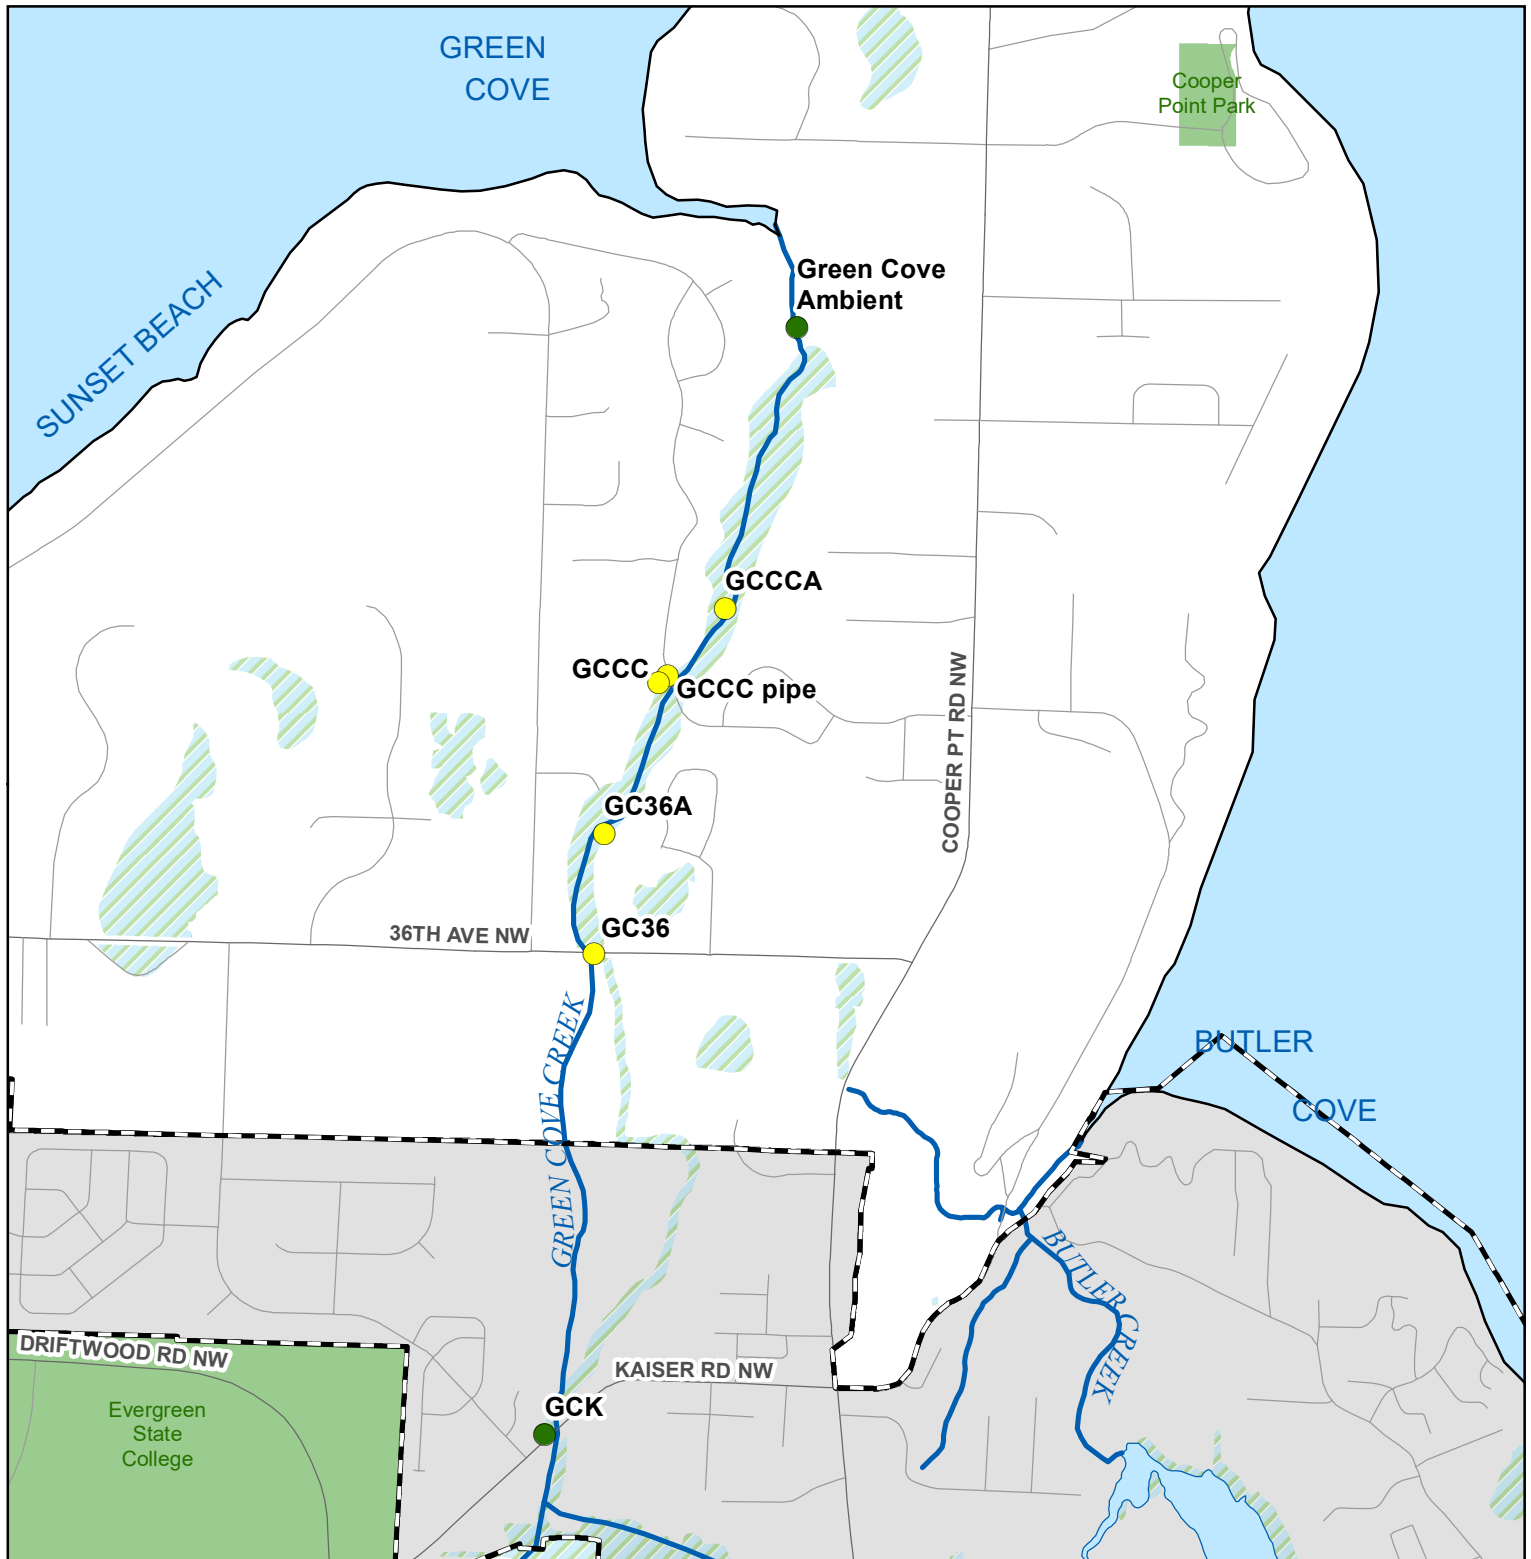 GREEN
COVE
Cooper
Point Park
SUNSET BEACH
Green Cove
Ambient
GCCCA
GCCC
GCCC pipe
COOPER PT RD NW
GC36A
GC36
36TH AVE NW
GREEN COVE CREEK
BUTLER
COVE
BUTLER CREEK
DRIFTWOOD RD NW
KAISER RD NW
GCK
Evergreen
State
College